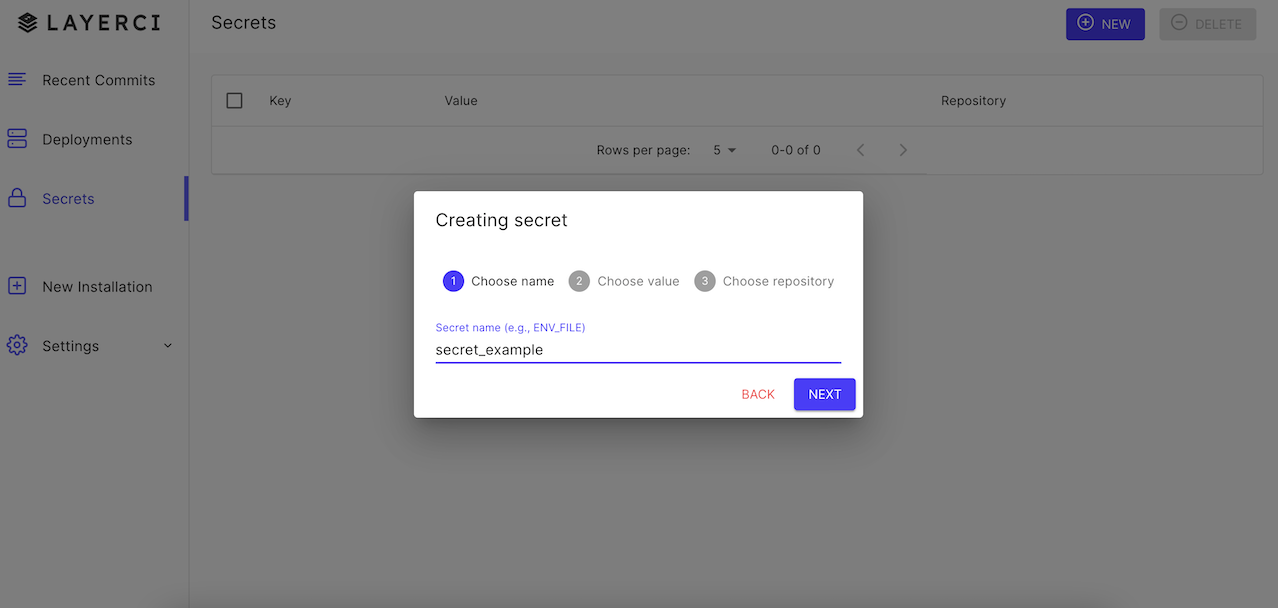 LAYERCI
Secrets
NEW
DELETE
Recent Commits
Deployments
Secrets
New Installation
Settings
Key Value Repository
Rows per page: 5 0-0 of 0
Creating secret
1 Choose name 2 Choose value 3 Choose repository
Secret name (e.g., ENV_FILE)
secret_example
BACK NEXT